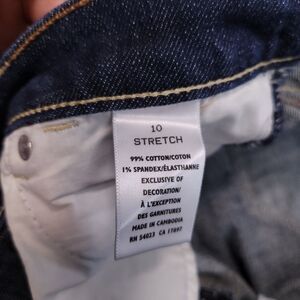 10
STRETCH
99% COTTON/COTON
1% SPANDEX/ÉLASTHANNE
EXCLUSIVE OF
DECORATION/
À L'EXCEPTION
DES GARNITURES
MADE IN CAMBODIA
RN 54023 CA 17897